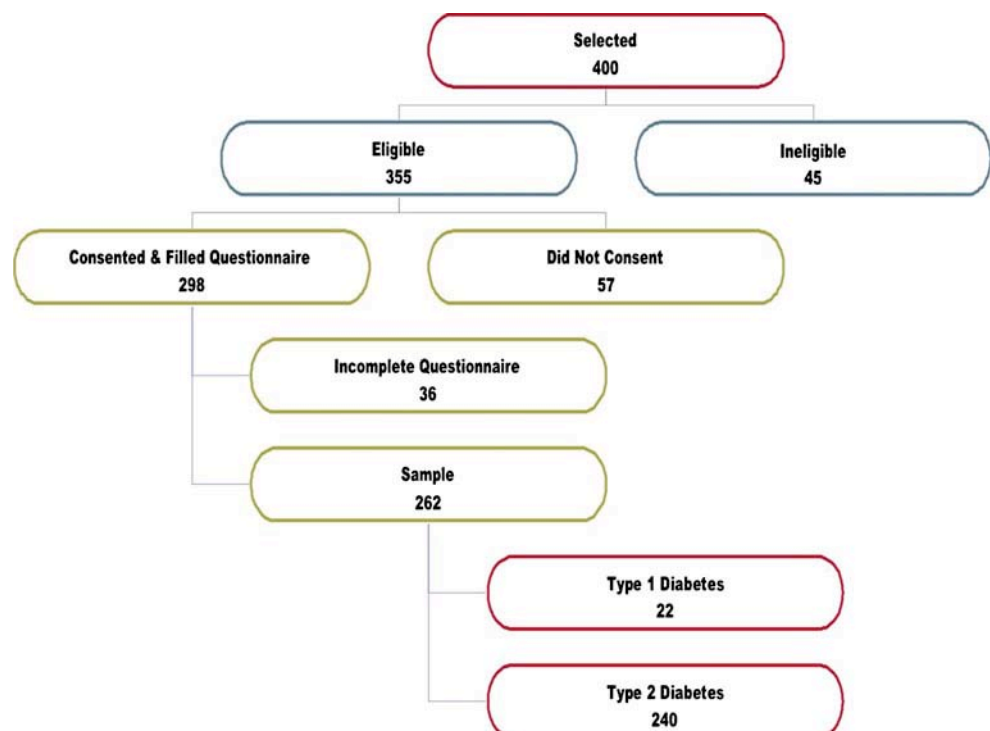 Selected
400
Eligible
355
Ineligible
45
Consented & Filled Questionnaire
298
Did Not Consent
57
Incomplete Questionnaire
36
Sample
262
Type 1 Diabetes
22
Type 2 Diabetes
240